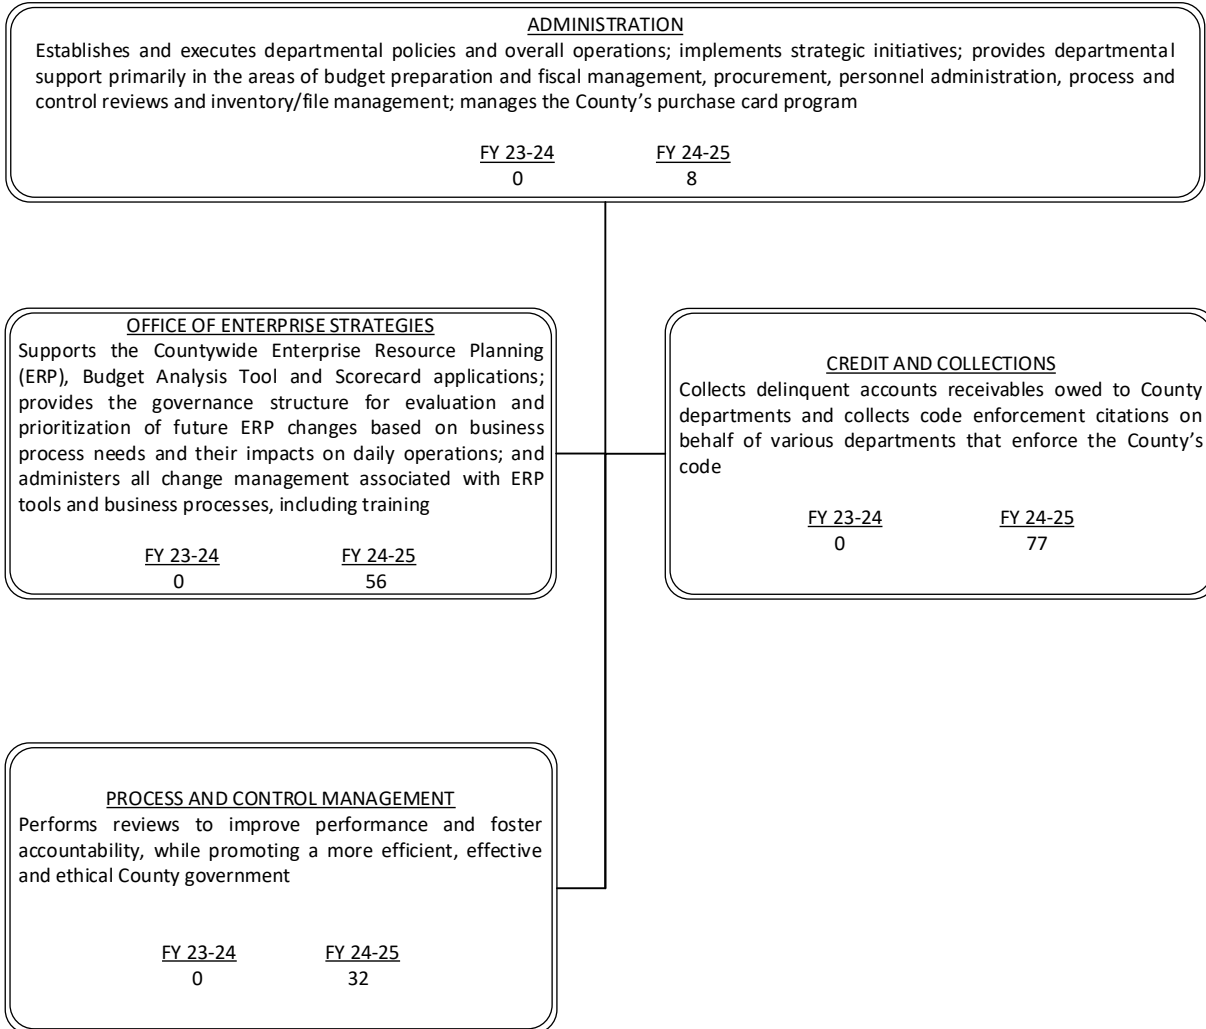 ADMINISTRATION
Establishes and executes departmental policies and overall operations; implements strategic initiatives; provides departmental
support primarily in the areas of budget preparation and fiscal management, procurement, personnel administration, process and
control reviews and inventory/file management; manages the County’s purchase card program
FY 23-24 FY 24-25
0 8
OFFICE OF ENTERPRISE STRATEGIES
Supports the Countywide Enterprise Resource Planning
(ERP), Budget Analysis Tool and Scorecard applications;
provides the governance structure for evaluation and
prioritization of future ERP changes based on business
process needs and their impacts on daily operations; and
administers all change management associated with ERP
tools and business processes, including training
FY 23-24 FY 24-25
0 56
CREDIT AND COLLECTIONS
Collects delinquent accounts receivables owed to County
departments and collects code enforcement citations on
behalf of various departments that enforce the County’s
code
FY 23-24 FY 24-25
0 77
PROCESS AND CONTROL MANAGEMENT
Performs reviews to improve performance and foster
accountability, while promoting a more efficient, effective
and ethical County government
FY 23-24 FY 24-25
0 32